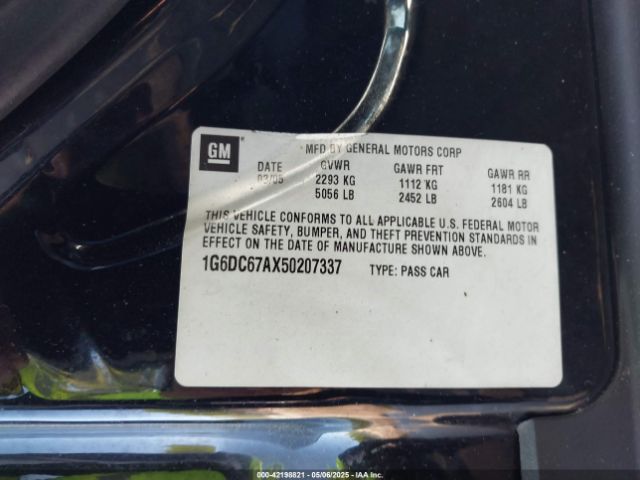 GM
MFD BY GENERAL MOTORS CORP
DATE GVWR GAWR FRT GAWR RR
03/05 2293 KG 1112 KG 1181 KG
5056 LB 2452 LB 2604 LB
THIS VEHICLE CONFORMS TO ALL APPLICABLE U.S. FEDERAL MOTOR
VEHICLE SAFETY, BUMPER, AND THEFT PREVENTION STANDARDS IN
EFFECT ON THE DATE OF MANUFACTURE SHOWN ABOVE.
1G6DC67AX50207337 TYPE: PASS CAR
000-42198821 - 05/06/2025 - © IAA, LLC